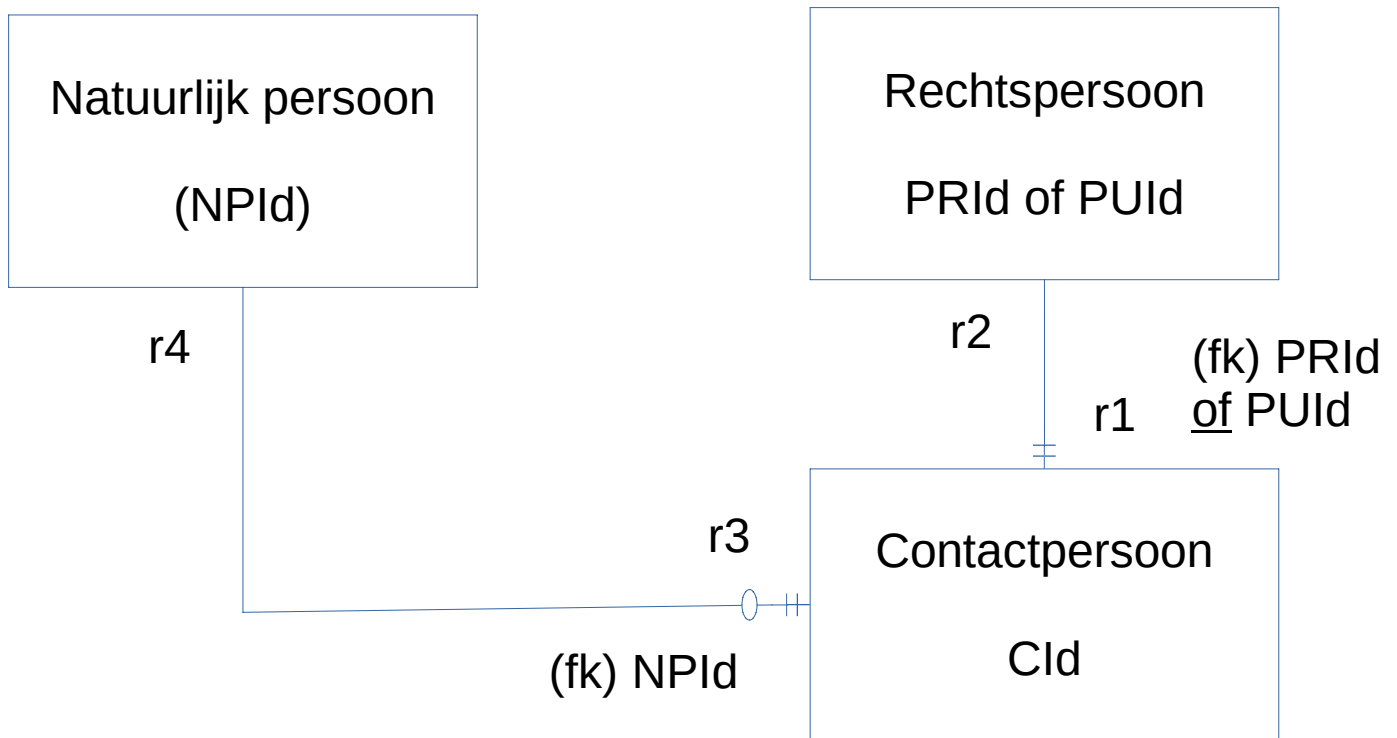 Natuurlijk persoon
(NPId)
Rechtspersoon
PRId of PUId
r4
r2
(fk) PRId
of PUId
r1
r3
(fk) NPId
Contactpersoon
CId